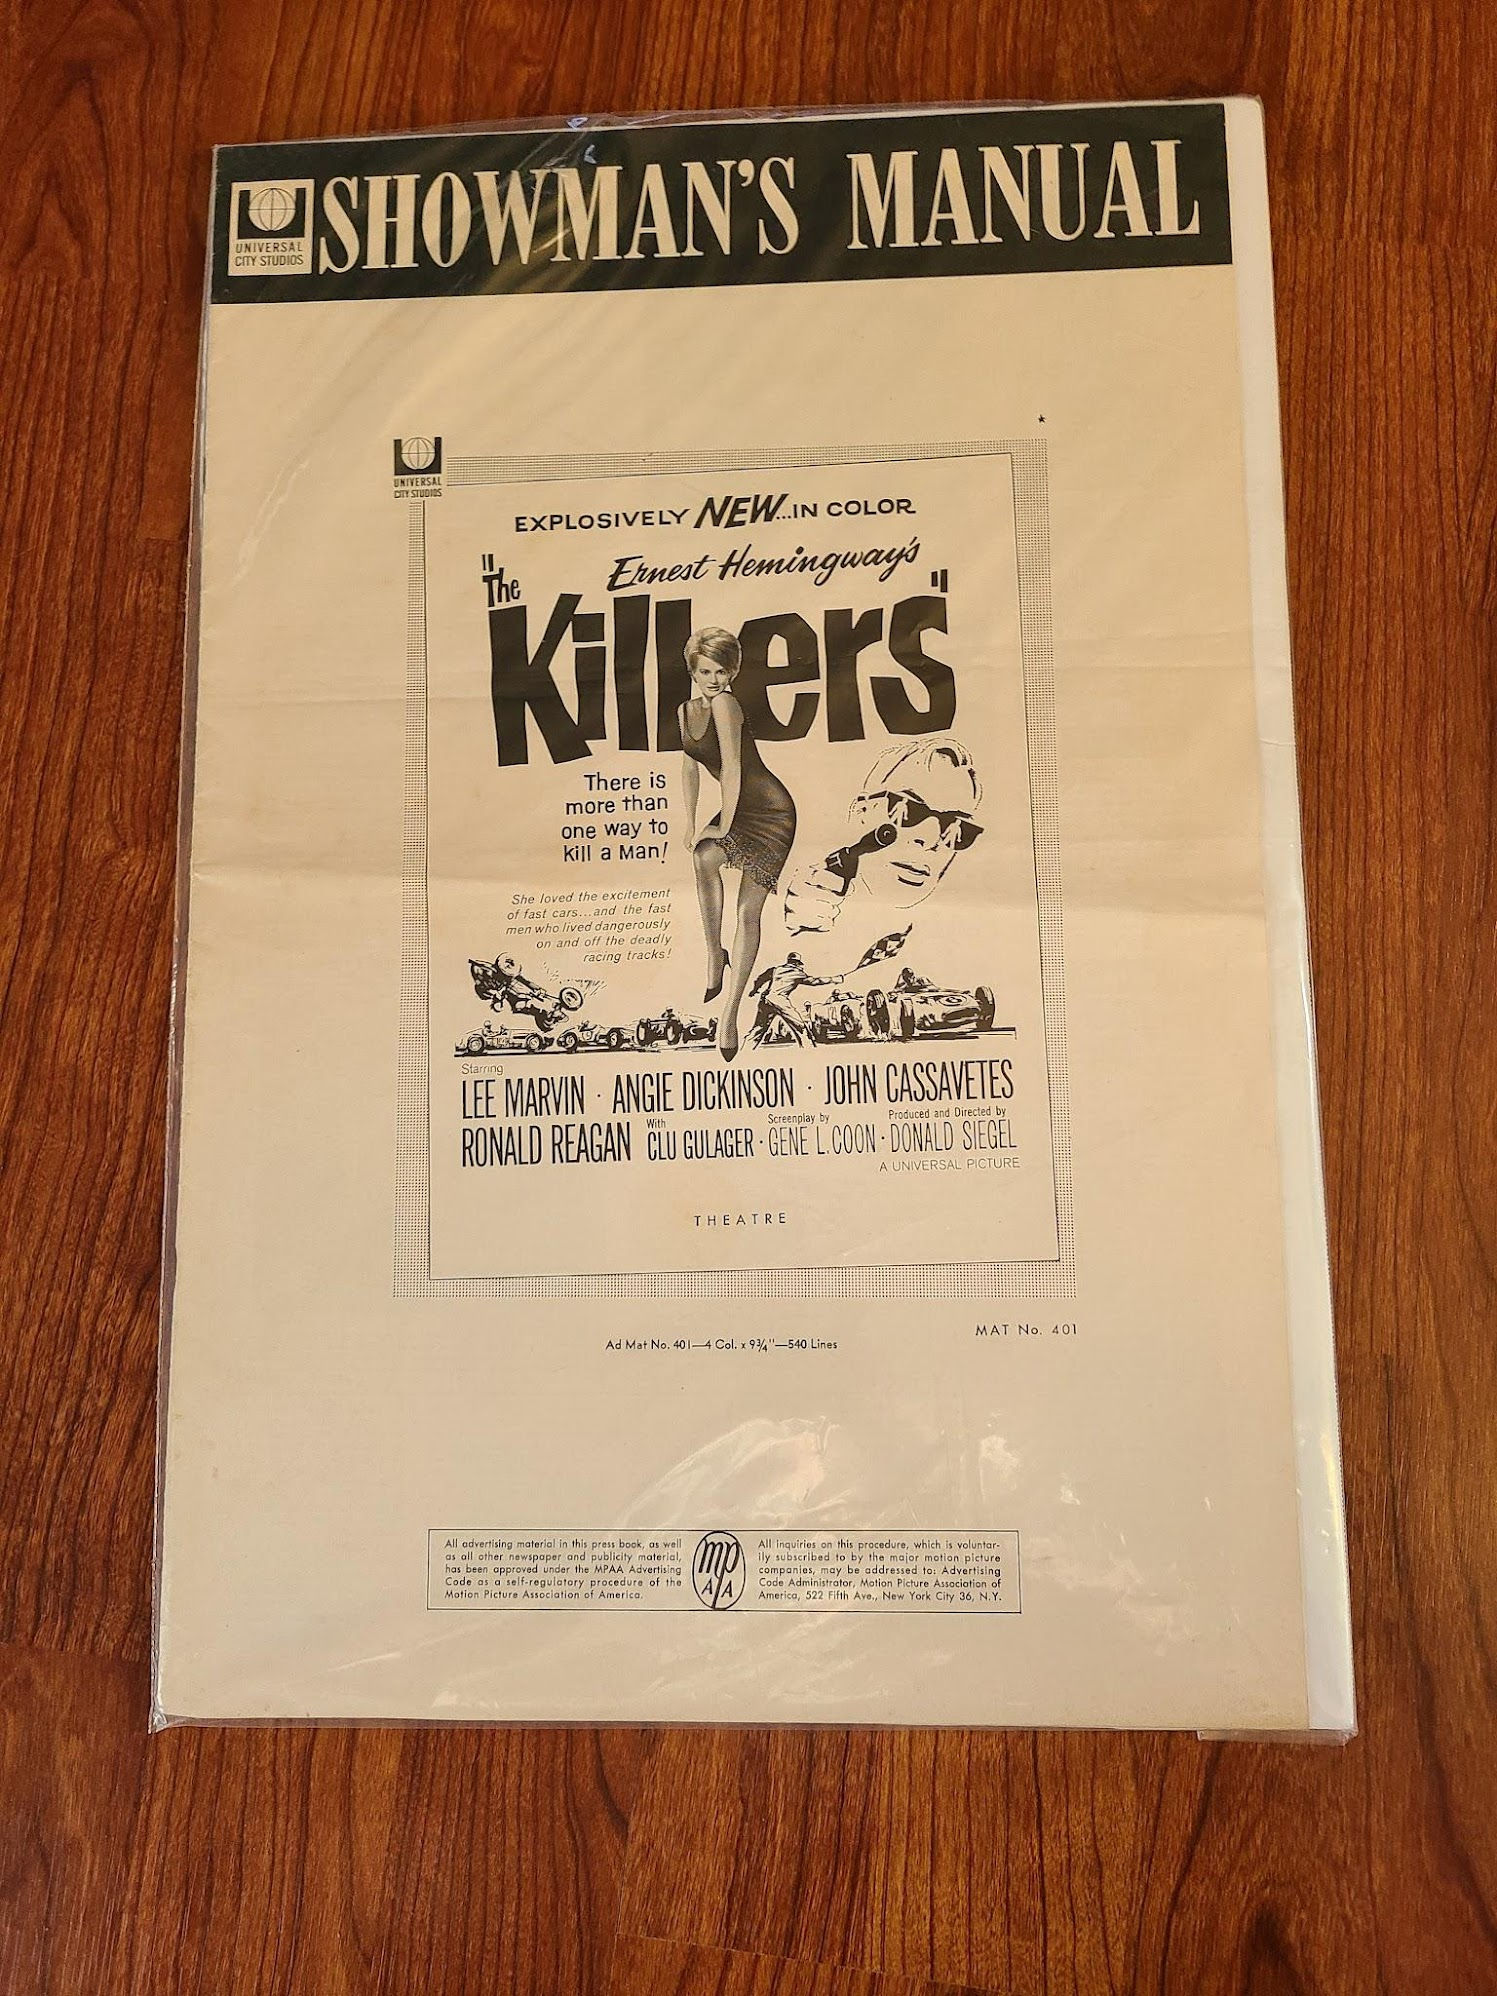 UNIVERSAL
CITY STUDIOS
SHOWMAN'S MANUAL
UNIVERSAL
CITY STUDIOS
EXPLOSIVELY NEW...IN COLOR
Ernest Hemingway's
"The
Killers"
There is
more than
one way to
kill a Man!
She loved the excitement
of fast cars...and the fast
men who lived dangerously
on and off the deadly
racing tracks!
Starring
LEE MARVIN · ANGIE DICKINSON · JOHN CASSAVETES
RONALD REAGAN With CLU GULAGER · Screenplay by GENE L. COON · Produced and Directed by DONALD SIEGEL
A UNIVERSAL PICTURE
THEATRE
MAT No. 401
Ad Mat No. 401—4 Col. x 9¾"—540 Lines
All advertising material in this press book, as well
as all other newspaper and publicity material,
has been approved under the MPAA Advertising
Code as a self-regulatory procedure of the
Motion Picture Association of America.
mp
AA
All inquiries on this procedure, which is voluntar-
ily subscribed to by the major motion picture
companies, may be addressed to: Advertising
Code Administrator, Motion Picture Association of
America, 522 Fifth Ave., New York City 36, N.Y.